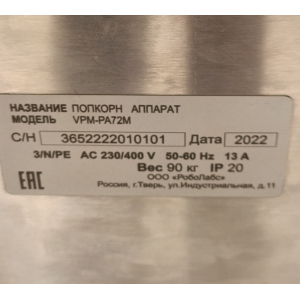 НАЗВАНИЕ ПОПКОРН АППАРАТ
МОДЕЛЬ VPM-PA72M
С/Н 3652222010101 Дата 2022
3/N/PE AC 230/400 V 50-60 Hz 13 A
Вес 90 кг IP 20
ООО «РобоЛабс»
Россия, г.Тверь, ул.Индустриальная, д.11
EAC